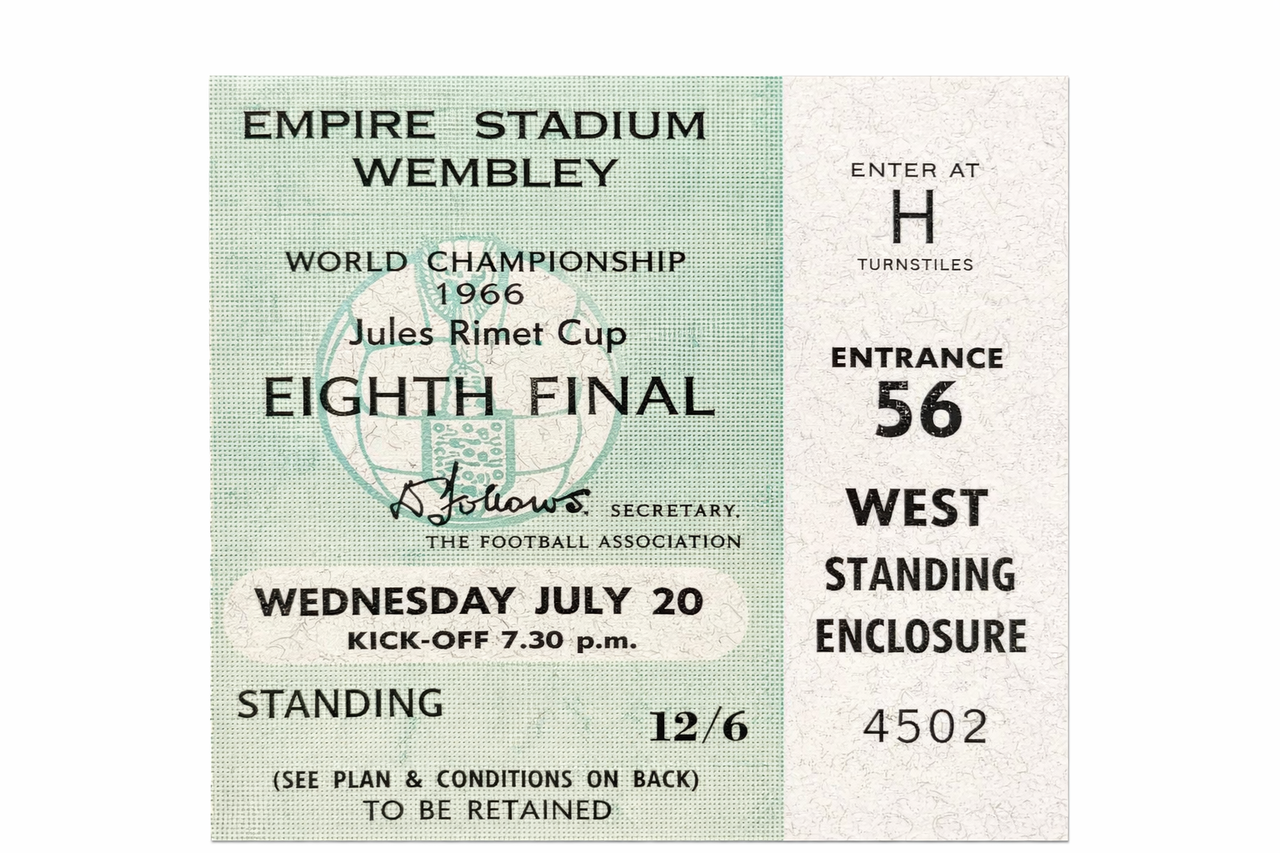 EMPIRE STADIUM
WEMBLEY
WORLD CHAMPIONSHIP
1966
Jules Rimet Cup
EIGHTH FINAL
D Follows. SECRETARY,
THE FOOTBALL ASSOCIATION
WEDNESDAY JULY 20
KICK-OFF 7.30 p.m.
STANDING
12/6
(SEE PLAN & CONDITIONS ON BACK)
TO BE RETAINED
ENTER AT
H
TURNSTILES
ENTRANCE
56
WEST
STANDING
ENCLOSURE
4502